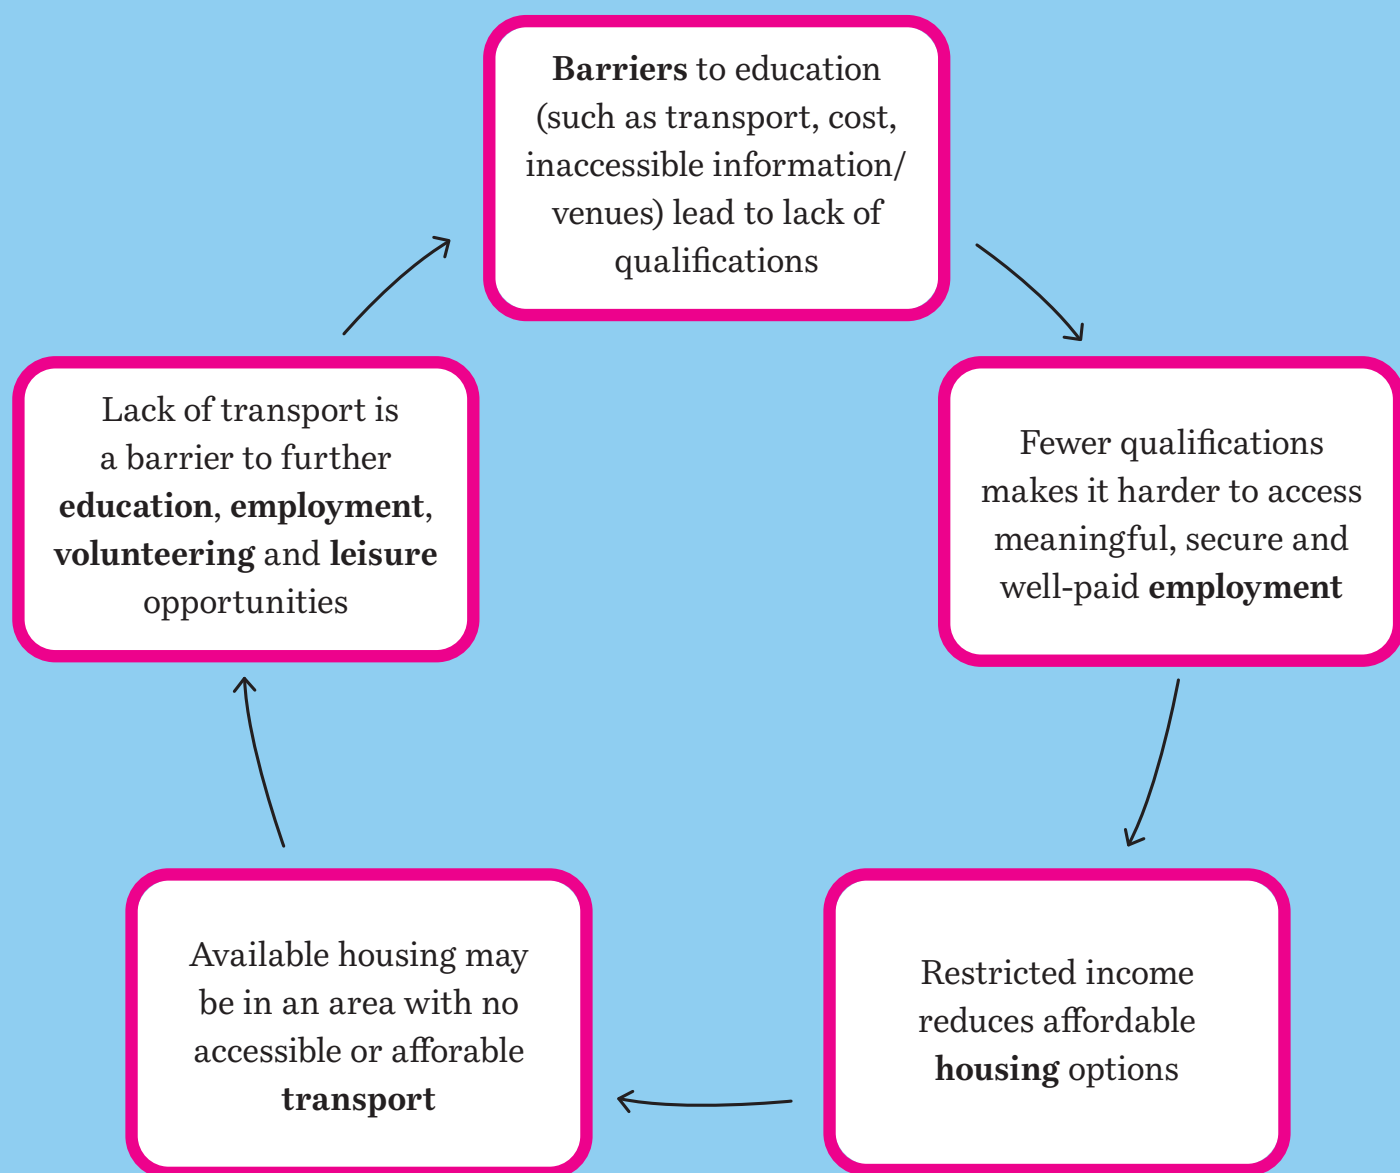 Barriers to education
(such as transport, cost,
inaccessible information/
venues) lead to lack of
qualifications
Fewer qualifications
makes it harder to access
meaningful, secure and
well-paid employment
Restricted income
reduces affordable
housing options
Available housing may
be in an area with no
accessible or afforable
transport
Lack of transport is
a barrier to further
education, employment,
volunteering and leisure
opportunities